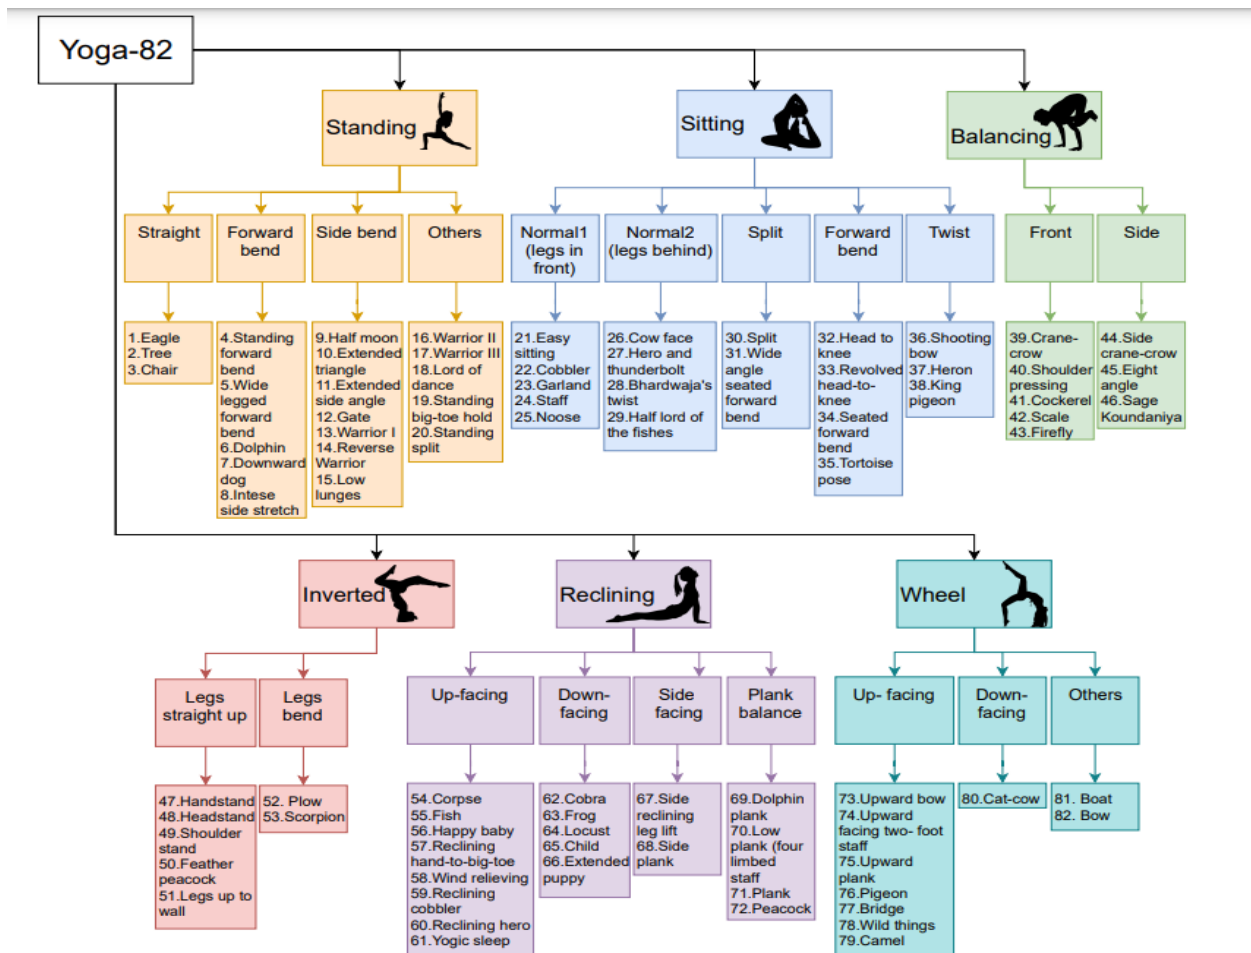 Yoga-82
Standing
Sitting
Balancing
Straight
Forward
bend
Side bend
Others
Normal1
(legs in
front)
Normal2
(legs behind)
Split
Forward
bend
Twist
Front
Side
1.Eagle
2.Tree
3.Chair
4.Standing
forward
bend
5.Wide
legged
forward
bend
6.Dolphin
7.Downward
dog
8.Intese
side stretch
9.Half moon
10.Extended
triangle
11.Extended
side angle
12.Gate
13.Warrior I
14.Reverse
Warrior
15.Low
lunges
16.Warrior II
17.Warrior III
18.Lord of
dance
19.Standing
big-toe hold
20.Standing
split
21.Easy
sitting
22.Cobbler
23.Garland
24.Staff
25.Noose
26.Cow face
27.Hero and
thunderbolt
28.Bhardwaja's
twist
29.Half lord of
the fishes
30.Split
31.Wide
angle
seated
forward
bend
32.Head to
knee
33.Revolved
head-to-
knee
34.Seated
forward
bend
35.Tortoise
pose
36.Shooting
bow
37.Heron
38.King
pigeon
39.Crane-
crow
40.Shoulder
pressing
41.Cockerel
42.Scale
43.Firefly
44.Side
crane-crow
45.Eight
angle
46.Sage
Koundaniya
Inverted
Reclining
Wheel
Legs
straight up
Legs
bend
Up-facing
Down-
facing
Side
facing
Plank
balance
Up- facing
Down-
facing
Others
47.Handstand
48.Headstand
49.Shoulder
stand
50.Feather
peacock
51.Legs up to
wall
52. Plow
53.Scorpion
54.Corpse
55.Fish
56.Happy baby
57.Reclining
hand-to-big-toe
58.Wind relieving
59.Reclining
cobbler
60.Reclining hero
61.Yogic sleep
62.Cobra
63.Frog
64.Locust
65.Child
66.Extended
puppy
67.Side
reclining
leg lift
68.Side
plank
69.Dolphin
plank
70.Low
plank (four
limbed
staff
71.Plank
72.Peacock
73.Upward bow
74.Upward
facing two- foot
staff
75.Upward
plank
76.Pigeon
77.Bridge
78.Wild things
79.Camel
80.Cat-cow
81. Boat
82. Bow